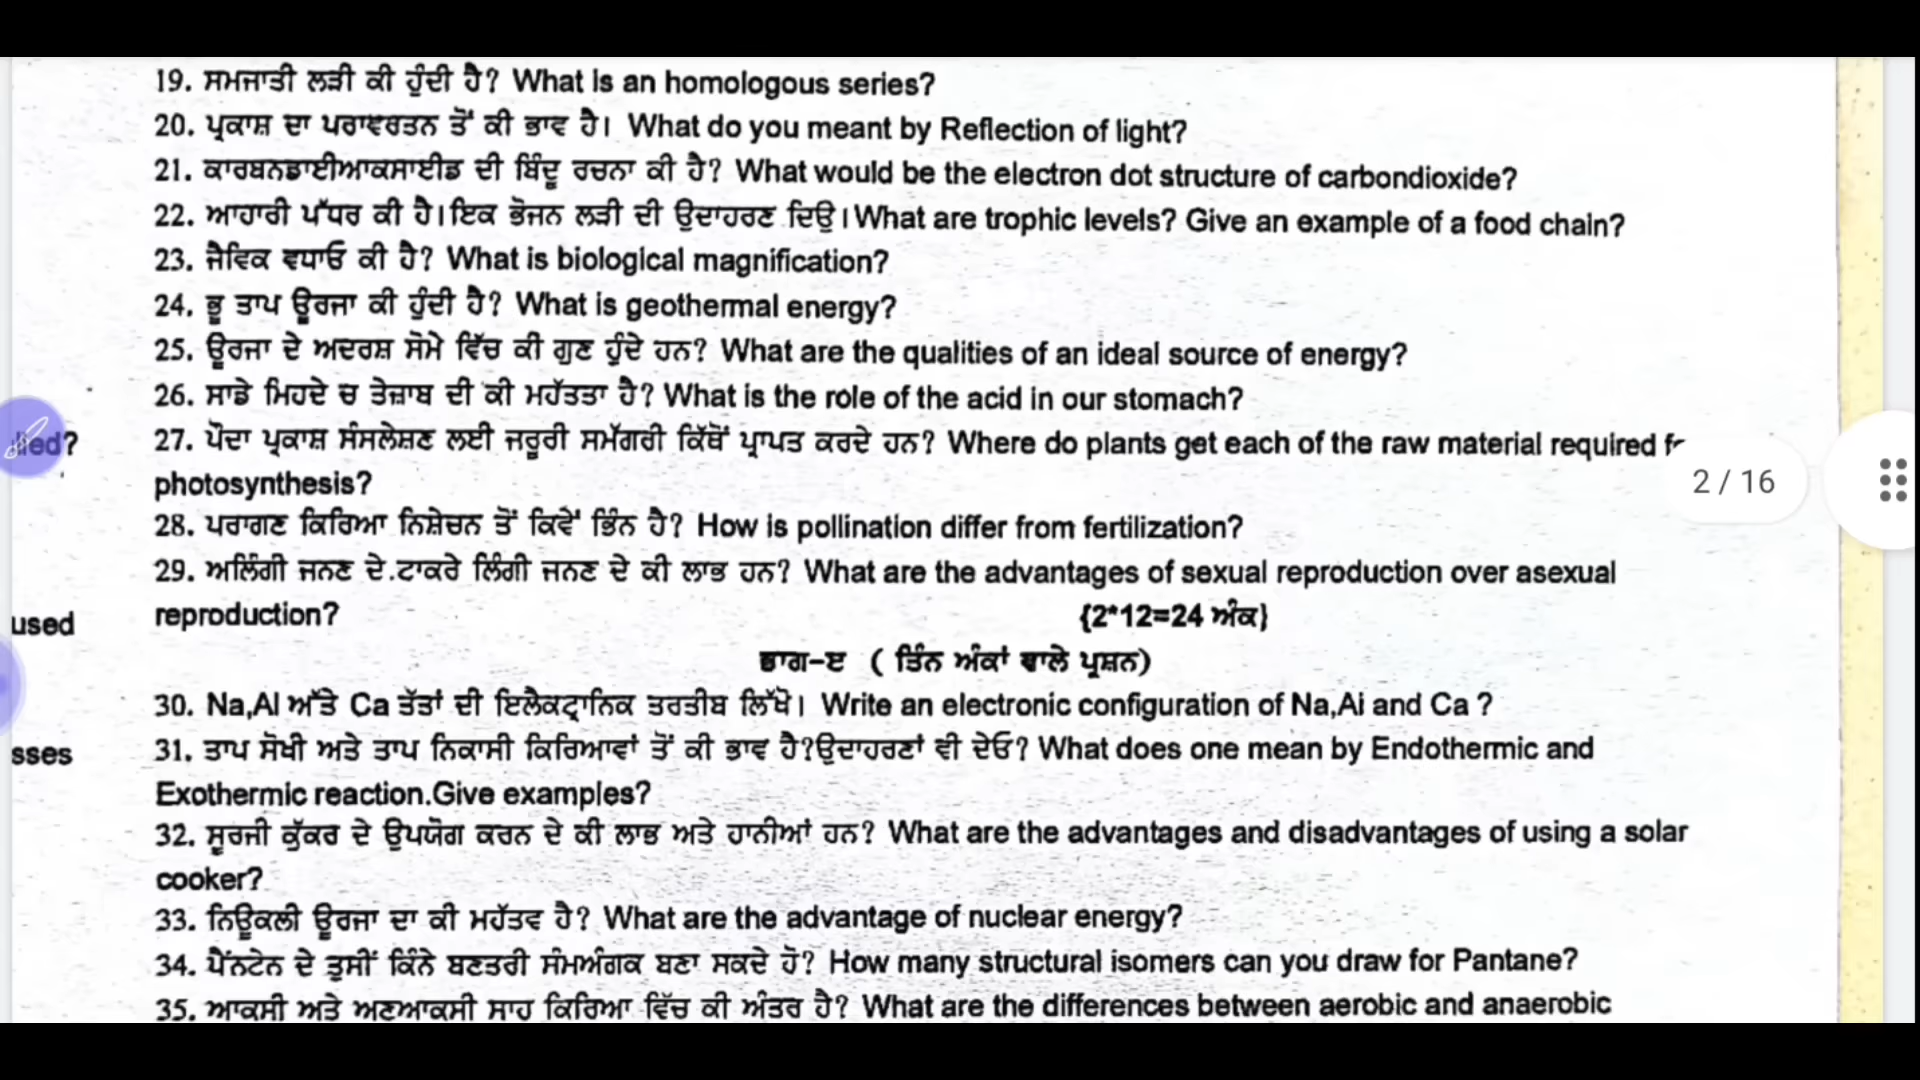 19. ਸਮਜਾਤੀ ਲੜੀ ਕੀ ਹੁੰਦੀ ਹੈ? What is an homologous series?
20. ਪ੍ਰਕਾਸ਼ ਦਾ ਪਰਾਵਰਤਨ ਤੋਂ ਕੀ ਭਾਵ ਹੈ। What do you meant by Reflection of light?
21. ਕਾਰਬਨਡਾਈਆਕਸਾਈਡ ਦੀ ਬਿੰਦੂ ਰਚਨਾ ਕੀ ਹੈ? What would be the electron dot structure of carbondioxide?
22. ਆਹਾਰੀ ਪੱਧਰ ਕੀ ਹੈ।ਇਕ ਭੋਜਨ ਲੜੀ ਦੀ ਉਦਾਹਰਣ ਦਿਉ।What are trophic levels? Give an example of a food chain?
23. ਜੈਵਿਕ ਵਧਾਓ ਕੀ ਹੈ? What is biological magnification?
24. ਭੂ ਤਾਪ ਊਰਜਾ ਕੀ ਹੁੰਦੀ ਹੈ? What is geothermal energy?
25. ਊਰਜਾ ਦੇ ਅਦਰਸ਼ ਸੋਮੇ ਵਿੱਚ ਕੀ ਗੁਣ ਹੁੰਦੇ ਹਨ? What are the qualities of an ideal source of energy?
26. ਸਾਡੇ ਮਿਹਦੇ ਚ ਤੇਜ਼ਾਬ ਦੀ ਕੀ ਮਹੱਤਤਾ ਹੈ? What is the role of the acid in our stomach?
lied? 27. ਪੌਦਾ ਪ੍ਰਕਾਸ਼ ਸੰਸਲੇਸ਼ਣ ਲਈ ਜਰੂਰੀ ਸਮੱਗਰੀ ਕਿੱਥੋਂ ਪ੍ਰਾਪਤ ਕਰਦੇ ਹਨ? Where do plants get each of the raw material required
2 / 16
photosynthesis?
28. ਪਰਾਗਣ ਕਿਰਿਆ ਨਿਸ਼ੇਚਨ ਤੋਂ ਕਿਵੇਂ ਭਿੰਨ ਹੈ? How is pollination differ from fertilization?
29. ਅਲਿੰਗੀ ਜਨਣ ਦੇ.ਟਾਕਰੇ ਲਿੰਗੀ ਜਨਣ ਦੇ ਕੀ ਲਾਭ ਹਨ? What are the advantages of sexual reproduction over asexual
used reproduction? {2*12=24 ਅੰਕ}
ਭਾਗ-ੲ ( ਤਿੰਨ ਅੰਕਾਂ ਵਾਲੇ ਪ੍ਰਸ਼ਨ)
30. Na,Al ਅੱਤੇ Ca ਤੱਤਾਂ ਦੀ ਇਲੈਕਟ੍ਰਾਨਿਕ ਤਰਤੀਬ ਲਿੱਖੋ। Write an electronic configuration of Na,Ai and Ca ?
sses 31. ਤਾਪ ਸੋਖੀ ਅਤੇ ਤਾਪ ਨਿਕਾਸੀ ਕਿਰਿਆਵਾਂ ਤੋਂ ਕੀ ਭਾਵ ਹੈ?ਉਦਾਹਰਣਾਂ ਵੀ ਦੇਓ? What does one mean by Endothermic and
Exothermic reaction.Give examples?
32. ਸੂਰਜੀ ਕੁੱਕਰ ਦੇ ਉਪਯੋਗ ਕਰਨ ਦੇ ਕੀ ਲਾਭ ਅਤੇ ਹਾਨੀਆਂ ਹਨ? What are the advantages and disadvantages of using a solar
cooker?
33. ਨਿਊਕਲੀ ਊਰਜਾ ਦਾ ਕੀ ਮਹੱਤਵ ਹੈ? What are the advantage of nuclear energy?
34. ਪੈਂਨਟੇਨ ਦੇ ਤੁਸੀਂ ਕਿੰਨੇ ਬਣਤਰੀ ਸੰਮਅੰਗਕ ਬਣਾ ਸਕਦੇ ਹੋ? How many structural isomers can you draw for Pantane?
35. ਆਕਸੀ ਅਤੇ ਅਣਆਕਸੀ ਸਾਹ ਕਿਰਿਆ ਵਿੱਚ ਕੀ ਅੰਤਰ ਹੈ? What are the differences between aerobic and anaerobic